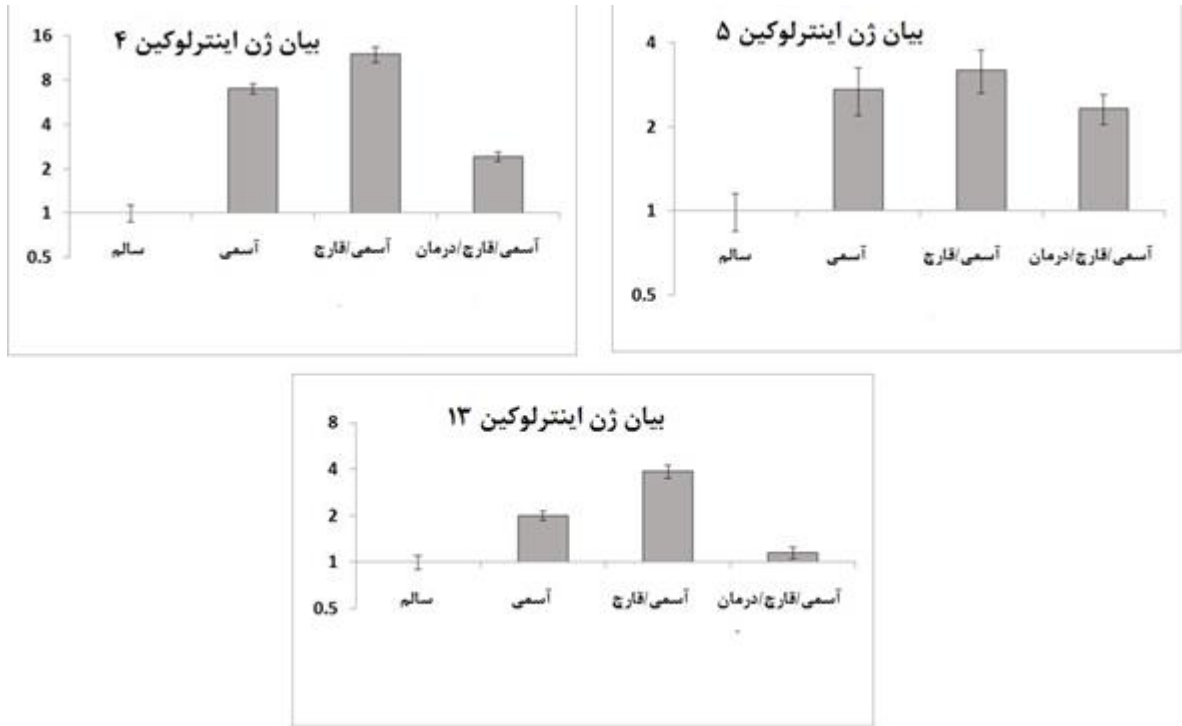 بیان ژن اینترلوکین ۴
16
8
4
2
1
0.5
سالم
آسمی
آسمی/قارچ
آسمی/قارچ/درمان
بیان ژن اینترلوکین ۵
4
2
1
0.5
سالم
آسمی
آسمی/قارچ
آسمی/قارچ/درمان
بیان ژن اینترلوکین ۱۳
8
4
2
1
0.5
سالم
آسمی
آسمی/قارچ
آسمی/قارچ/درمان